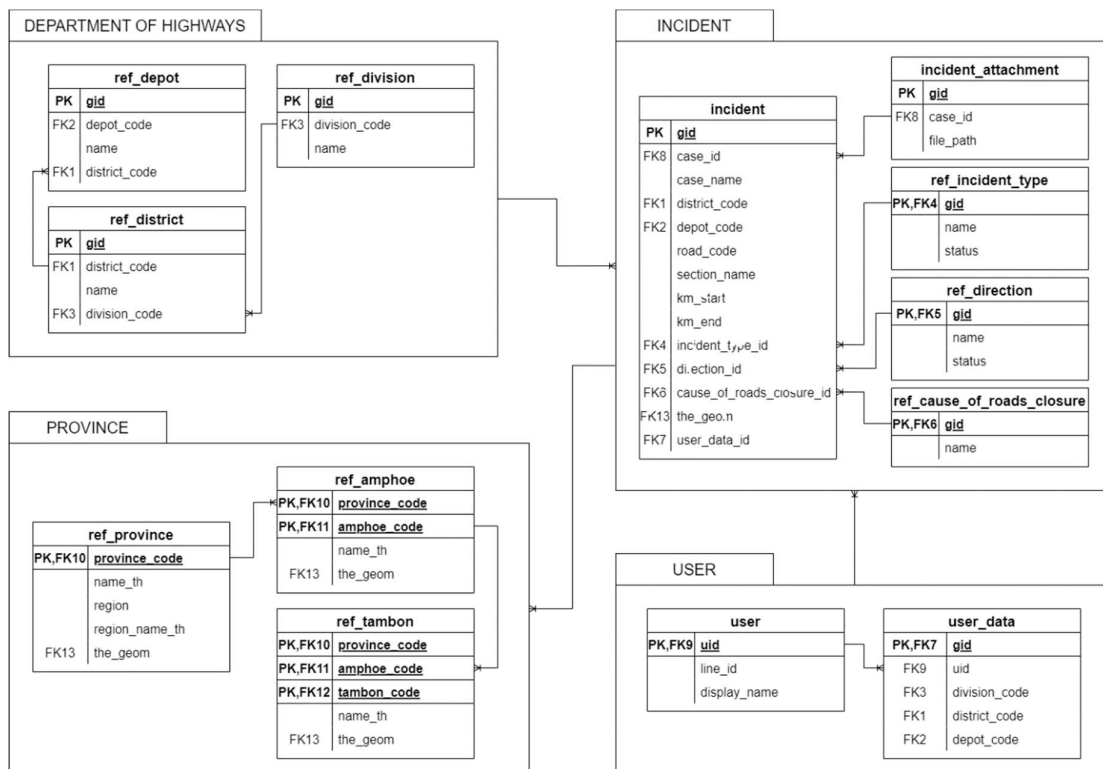 DEPARTMENT OF HIGHWAYS
ref_depot
PK gid
FK2 depot_code
name
FK1 district_code
ref_division
PK gid
FK3 division_code
name
ref_district
PK gid
FK1 district_code
name
FK3 division_code
INCIDENT
incident
PK gid
FK8 case_id
case_name
FK1 district_code
FK2 depot_code
road_code
section_name
km_start
km_end
FK4 incident_type_id
FK5 direction_id
FK6 cause_of_roads_closure_id
FK13 the_geom
FK7 user_data_id
incident_attachment
PK gid
FK8 case_id
file_path
ref_incident_type
PK,FK4 gid
name
status
ref_direction
PK,FK5 gid
name
status
ref_cause_of_roads_closure
PK,FK6 gid
name
PROVINCE
ref_province
PK,FK10 province_code
name_th
region
region_name_th
FK13 the_geom
ref_amphoe
PK,FK10 province_code
PK,FK11 amphoe_code
name_th
FK13 the_geom
ref_tambon
PK,FK10 province_code
PK,FK11 amphoe_code
PK,FK12 tambon_code
name_th
FK13 the_geom
USER
user
PK,FK9 uid
line_id
display_name
user_data
PK,FK7 gid
FK9 uid
FK3 division_code
FK1 district_code
FK2 depot_code